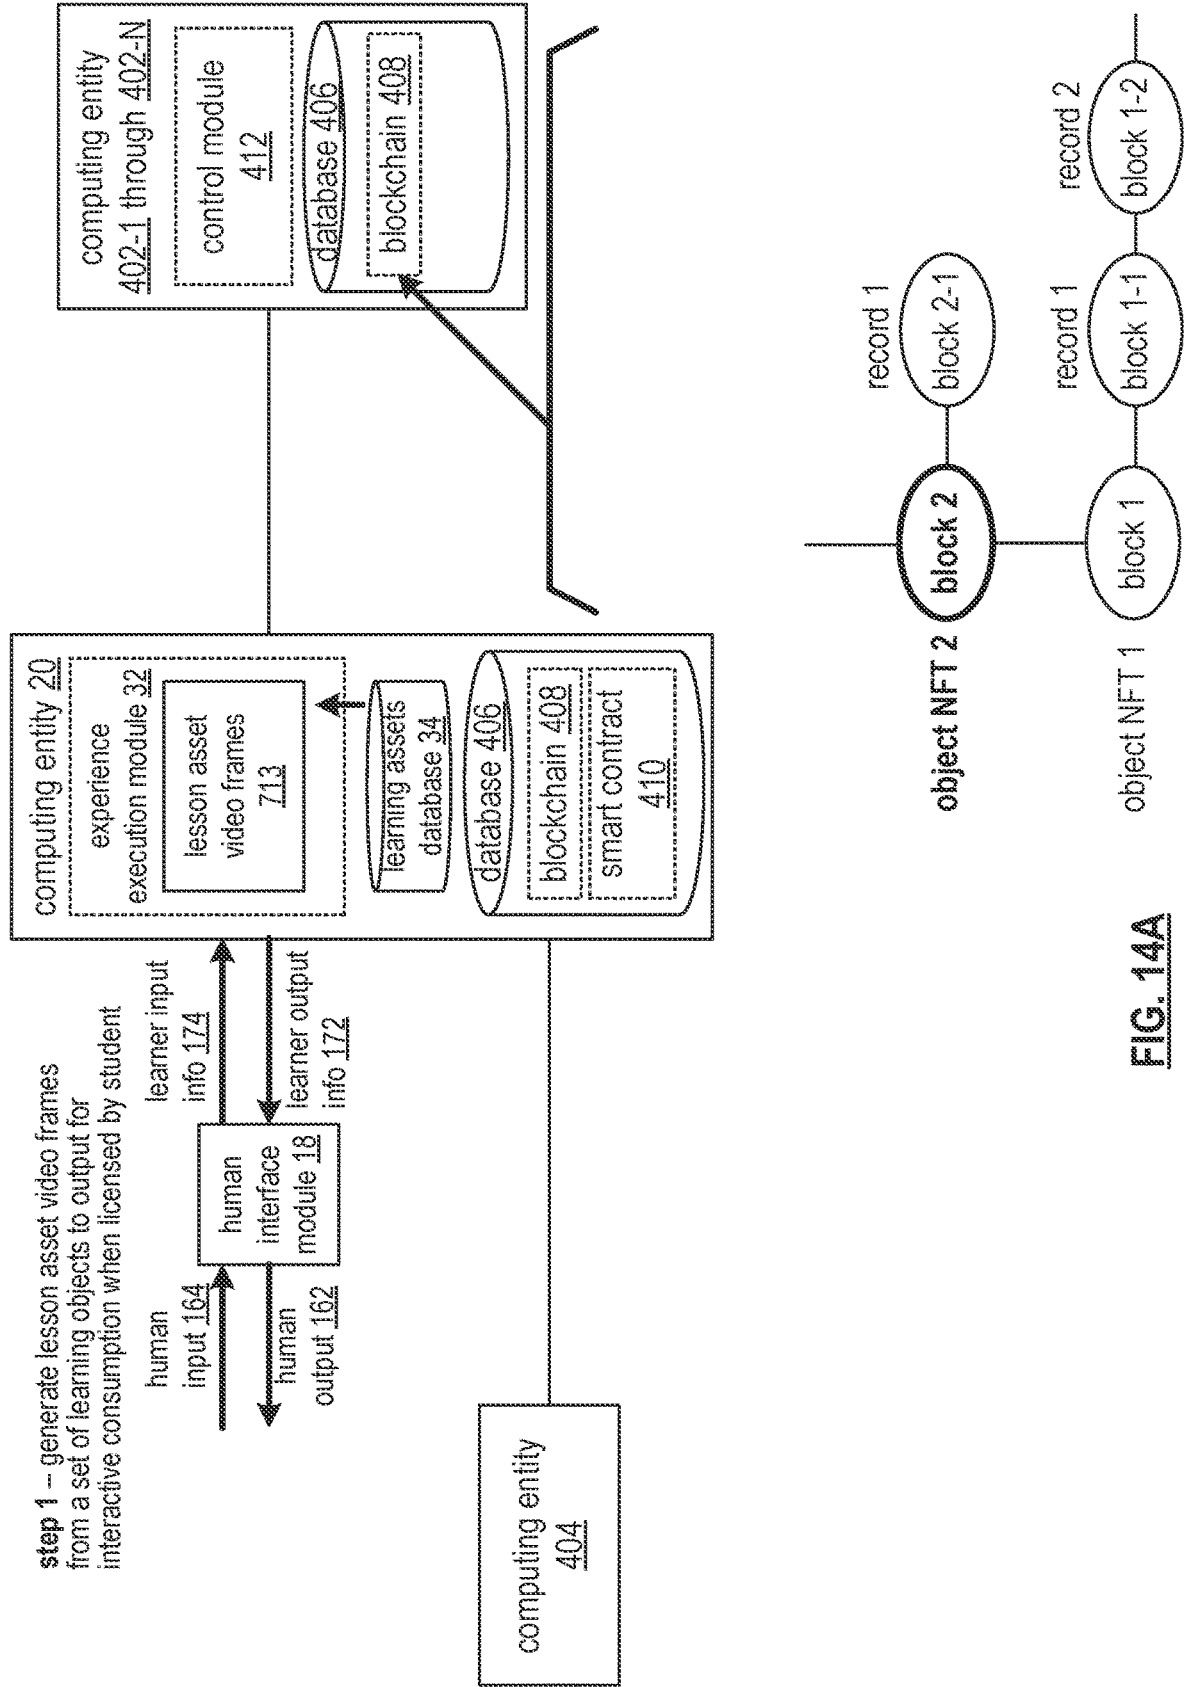 step 1 – generate lesson asset video frames
from a set of learning objects to output for
interactive consumption when licensed by student
human
input 164
human
output 162
human
interface
module 18
learner input
info 174
learner output
info 172
computing entity
404
computing entity 20
experience
execution module 32
lesson asset
video frames
713
learning assets
database 34
database 406
blockchain 408
smart contract
410
computing entity
402-1 through 402-N
control module
412
database 406
blockchain 408
object NFT 2
block 2
record 1
block 2-1
object NFT 1
block 1
record 1
block 1-1
record 2
block 1-2
FIG. 14A